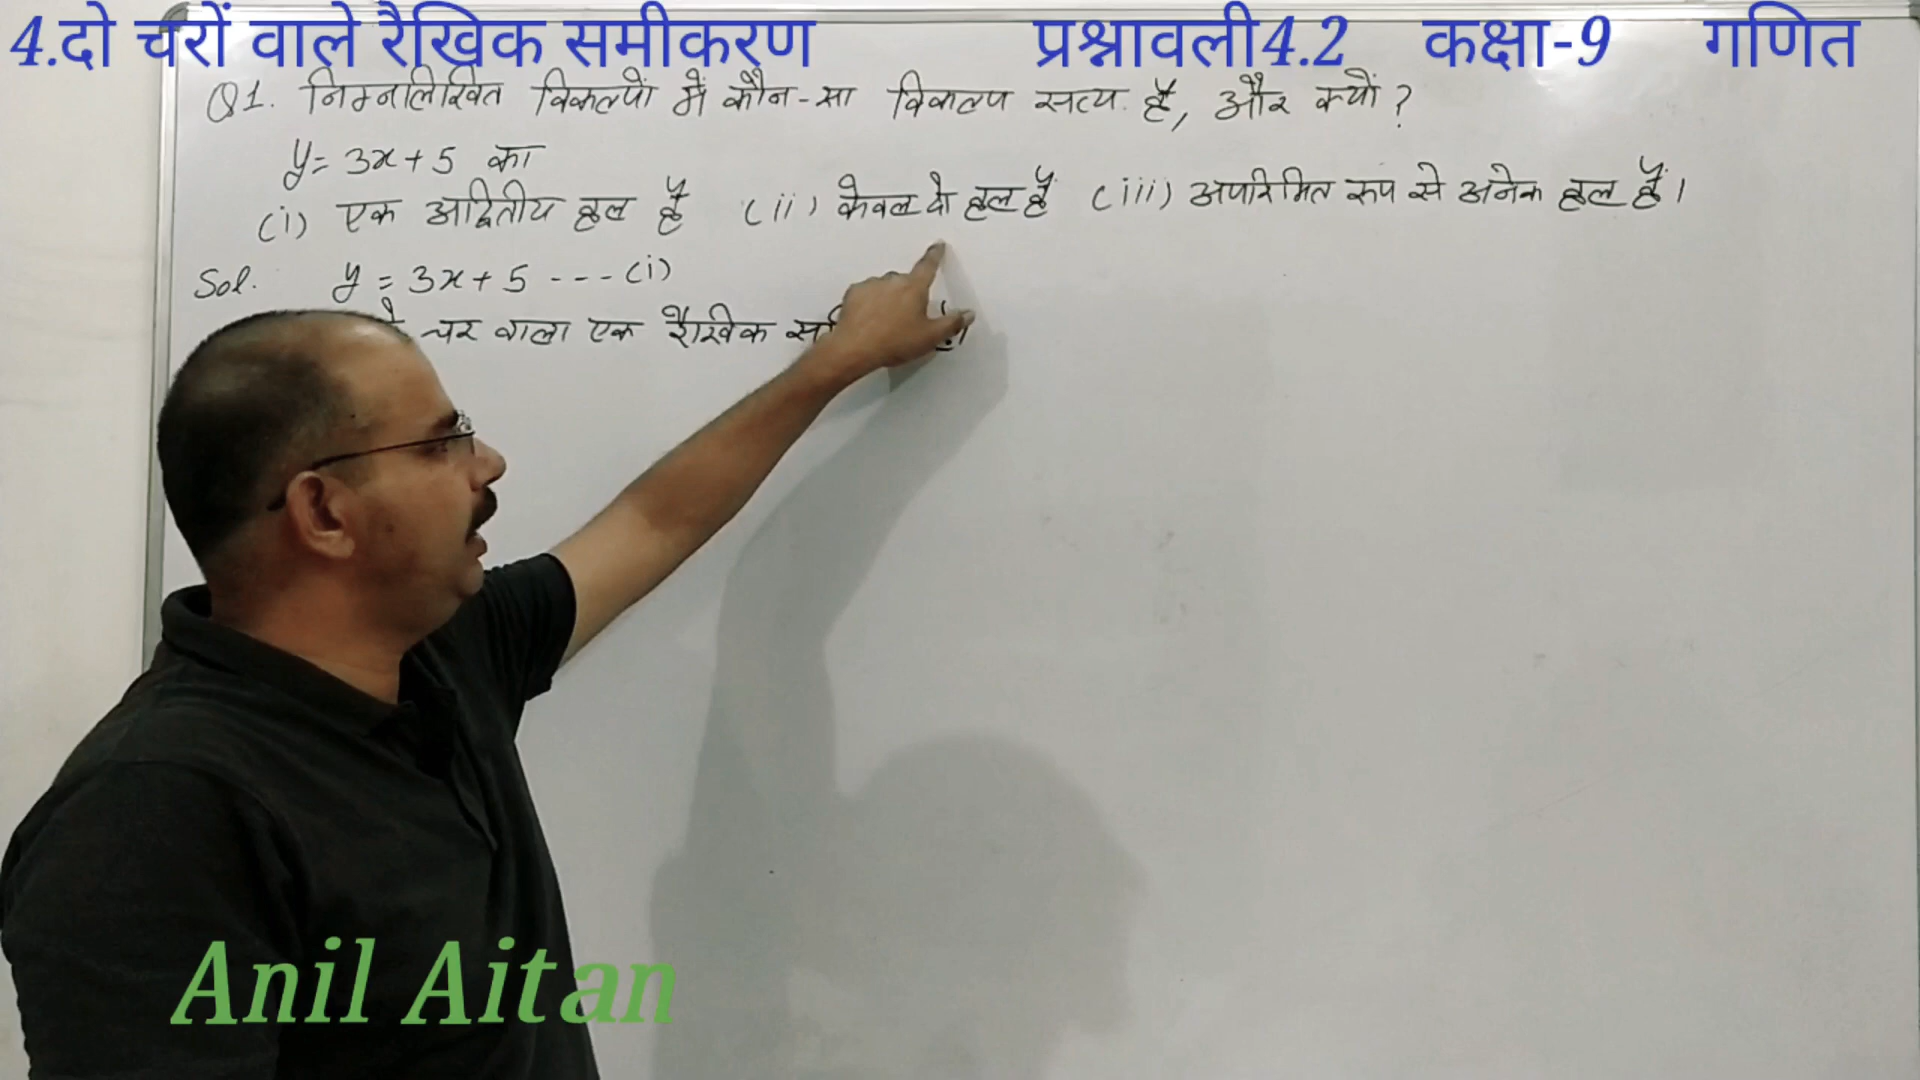 4.दो चरों वाले रैखिक समीकरण प्रश्नावली4.2 कक्षा-9 गणित
Q1. निम्नलिखित विकल्पों में कौन-सा विकल्प सत्य है, और क्यों?
y = 3x + 5 का
(i) एक अद्वितीय हल है (ii) केवल दो हल हैं (iii) अपरिमित रूप से अनेक हल हैं।
Sol. y = 3x + 5 --- (i)
चर वाला एक रैखिक
Anil Aitan